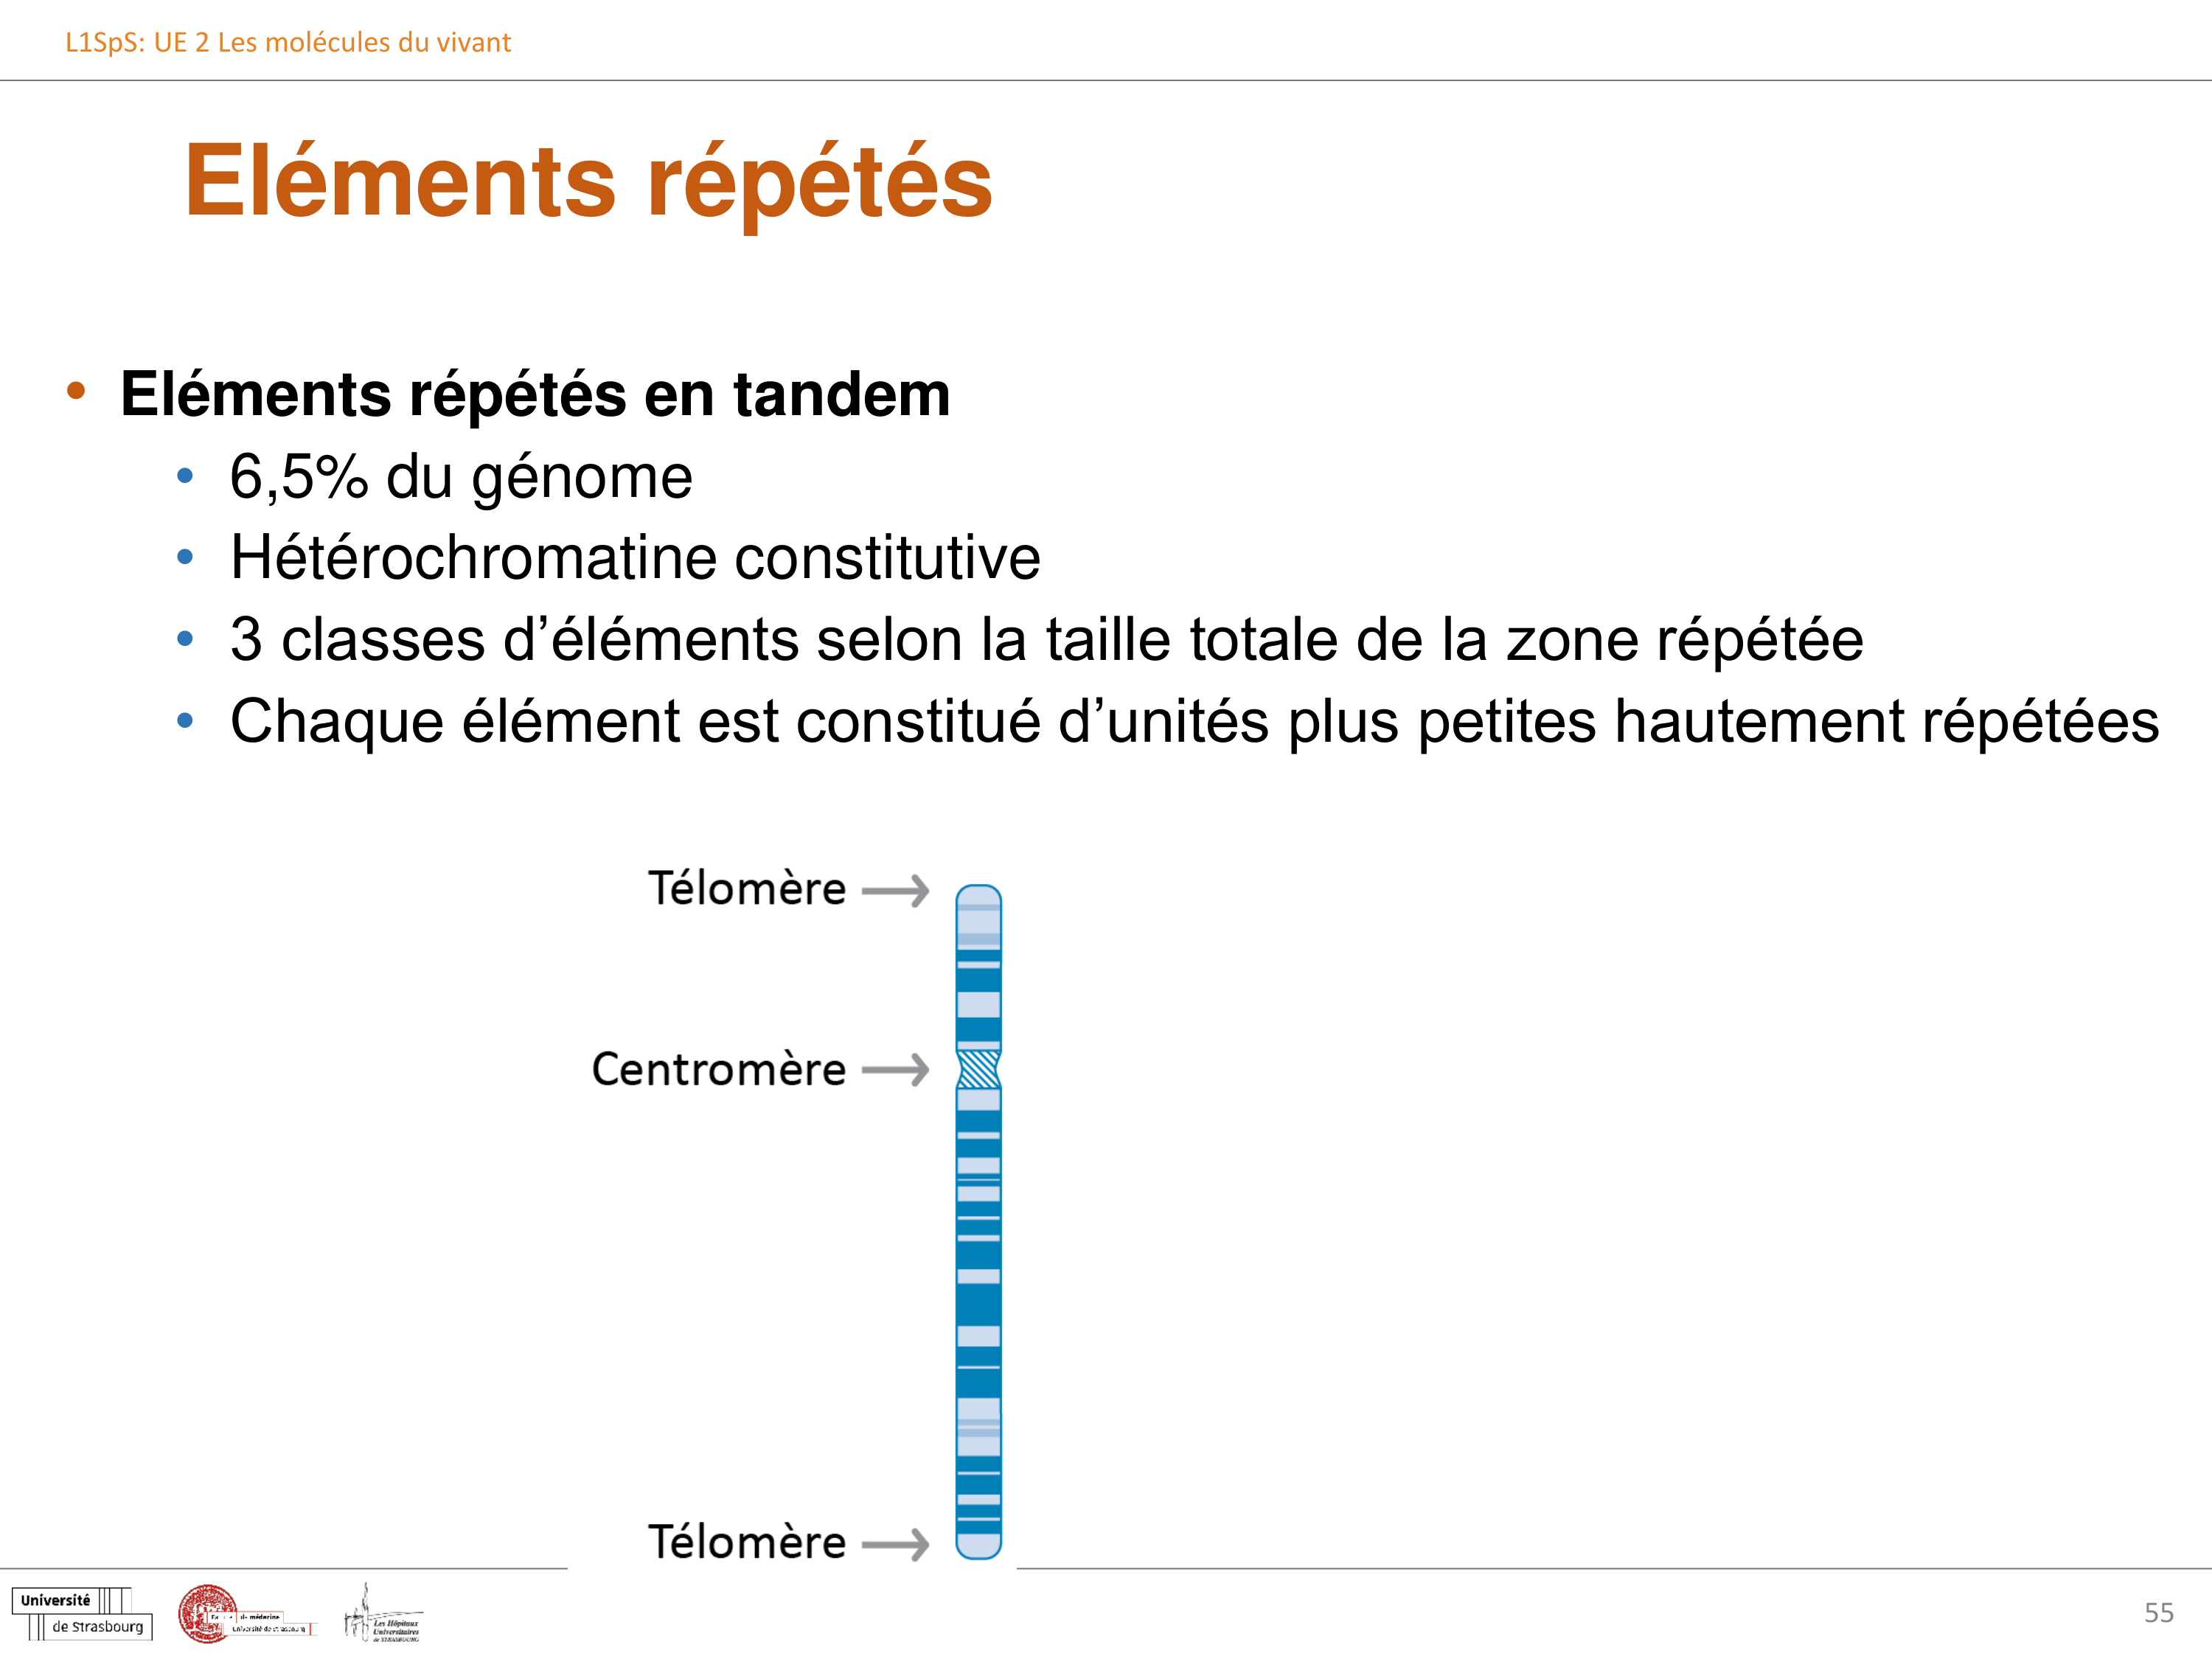 L1SpS: UE 2 Les molécules du vivant
Eléments répétés
• Eléments répétés en tandem
• 6,5% du génome
• Hétérochromatine constitutive
• 3 classes d’éléments selon la taille totale de la zone répétée
• Chaque élément est constitué d’unités plus petites hautement répétées
Télomère
Centromère
Télomère
Université
de Strasbourg
de médecine
Université de Strasbourg
Les Hôpitaux
Universitaires
de STRASBOURG
55